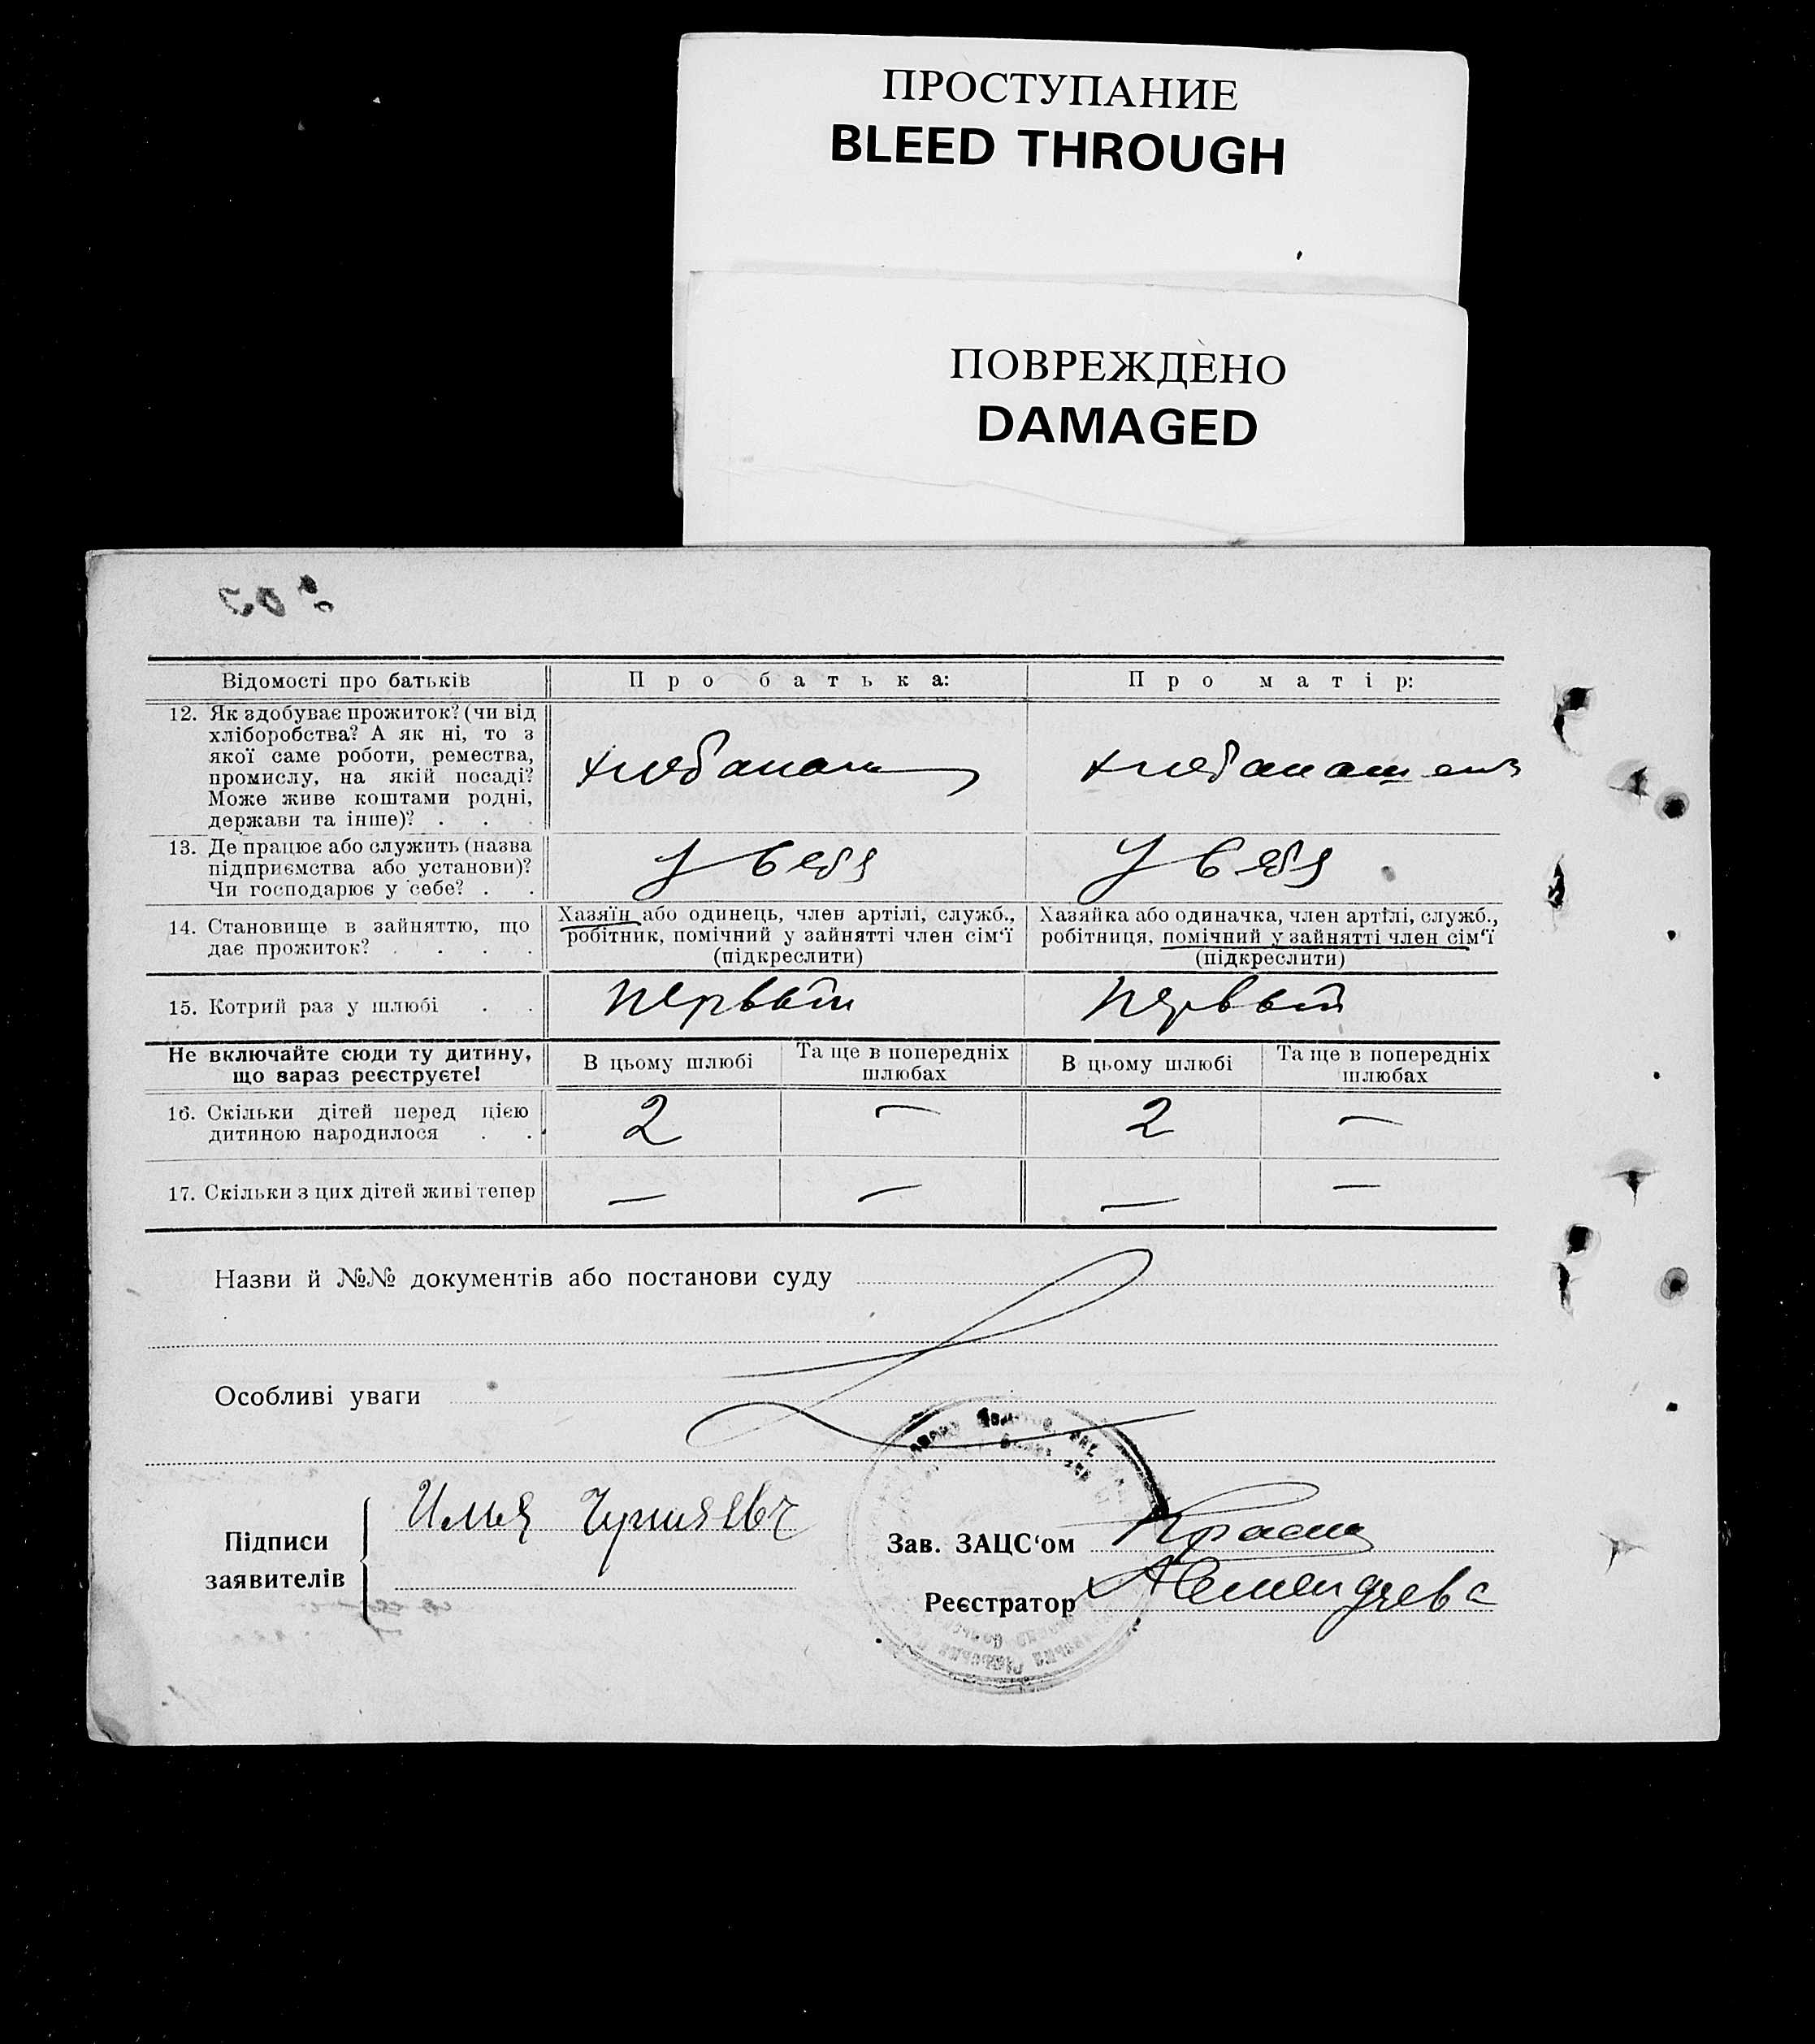 ПРОСТУПАНИЕ
BLEED THROUGH
ПОВРЕЖДЕНО
DAMAGED
Відомості про батьків
Про батька:
Про матір:
12. Як здобуває прожиток? (чи від
хліборобства? А як ні, то з
якої саме роботи, ремества,
промислу, на якій посаді?
Може живе коштами родні,
держави та інше)? . . .
13. Де працює або служить (назва
підприємства або установи)?
Чи господарює у себе? . .
У себя
У себя
14. Становище в зайняттю, що
дає прожиток? . . . .
Хазяїн або одинець, член артілі, служб.,
робітник, помічний у зайнятті член сім'ї
(підкреслити)
Хазяйка або одиначка, член артілі, служб.,
робітниця, помічний у зайнятті член сім'ї
(підкреслити)
15. Котрий раз у шлюбі . .
первый
первый
Не включайте сюди ту дитину,
що зараз реєструєте!
В цьому шлюбі
Та ще в попередніх
шлюбах
В цьому шлюбі
Та ще в попередніх
шлюбах
16. Скільки дітей перед цією
дитиною народилося . .
2
—
2
—
17. Скільки з цих дітей живі тепер
—
—
—
—
Назви й №№ документів або постанови суду
Особливі уваги
Підписи
заявителів
Илья
Зав. ЗАЦС'ом
Реєстратор